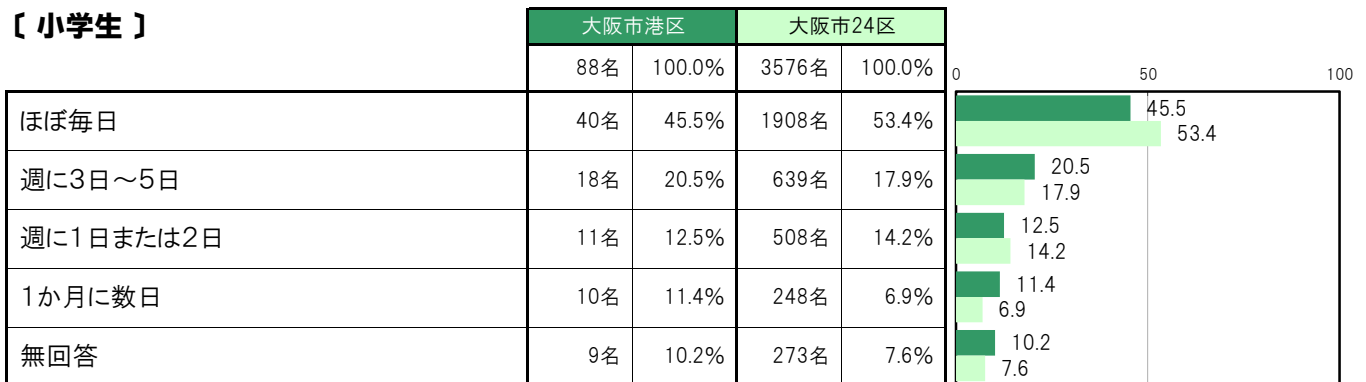 〔 小学生 〕
大阪市港区 大阪市24区
88名 100.0% 3576名 100.0%
0 50 100
ほぼ毎日 40名 45.5% 1908名 53.4%
45.5
53.4
週に3日～5日 18名 20.5% 639名 17.9%
20.5
17.9
週に1日または2日 11名 12.5% 508名 14.2%
12.5
14.2
1か月に数日 10名 11.4% 248名 6.9%
11.4
6.9
無回答 9名 10.2% 273名 7.6%
10.2
7.6